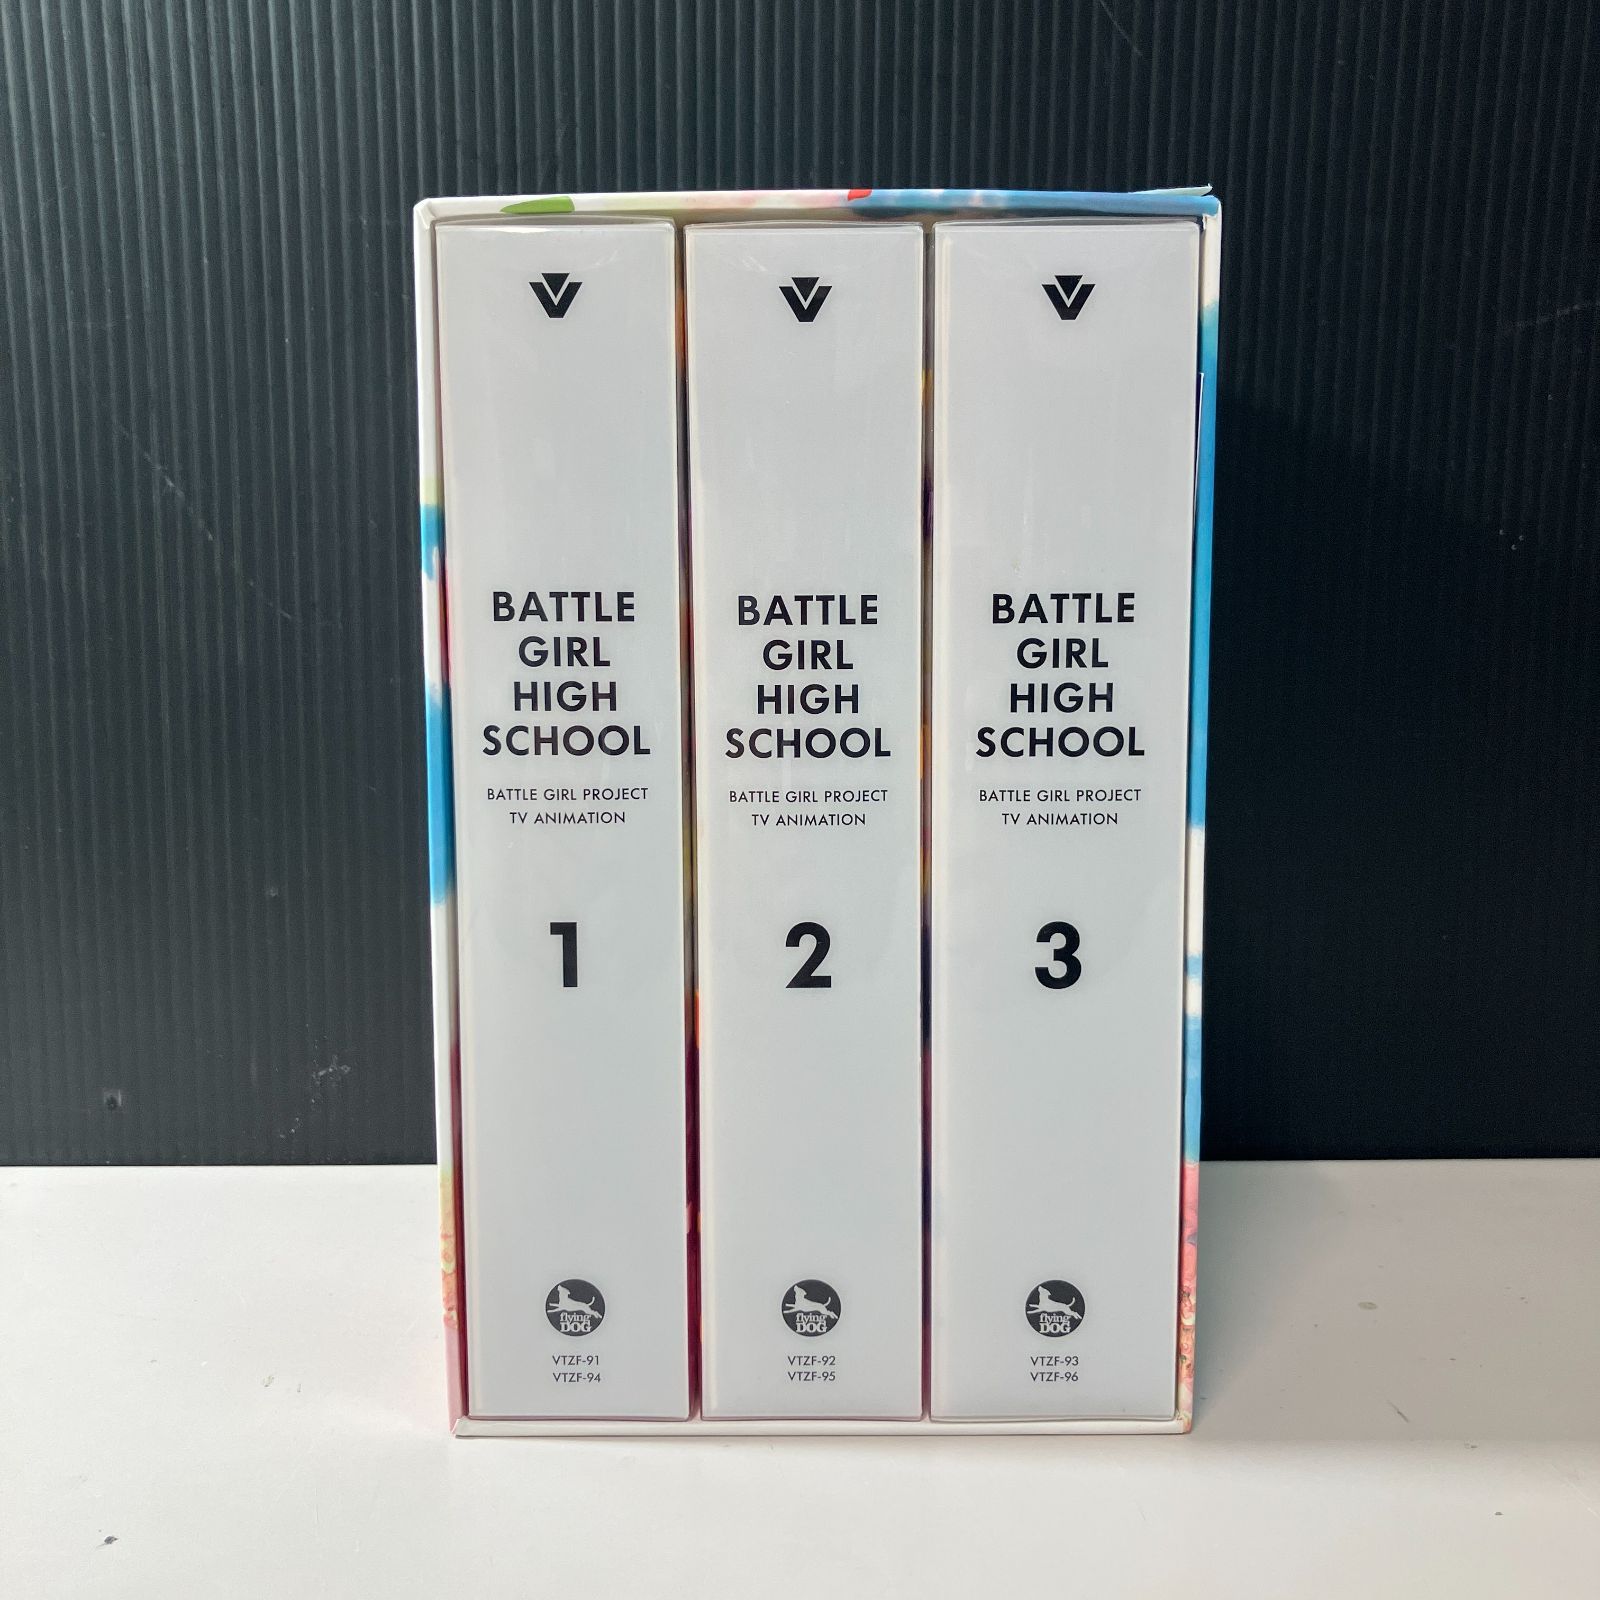 BATTLE
GIRL
HIGH
SCHOOL
BATTLE GIRL PROJECT
TV ANIMATION
1
flying
DOG
VTZF-91
VTZF-94
BATTLE
GIRL
HIGH
SCHOOL
BATTLE GIRL PROJECT
TV ANIMATION
2
flying
DOG
VTZF-92
VTZF-95
BATTLE
GIRL
HIGH
SCHOOL
BATTLE GIRL PROJECT
TV ANIMATION
3
flying
DOG
VTZF-93
VTZF-96